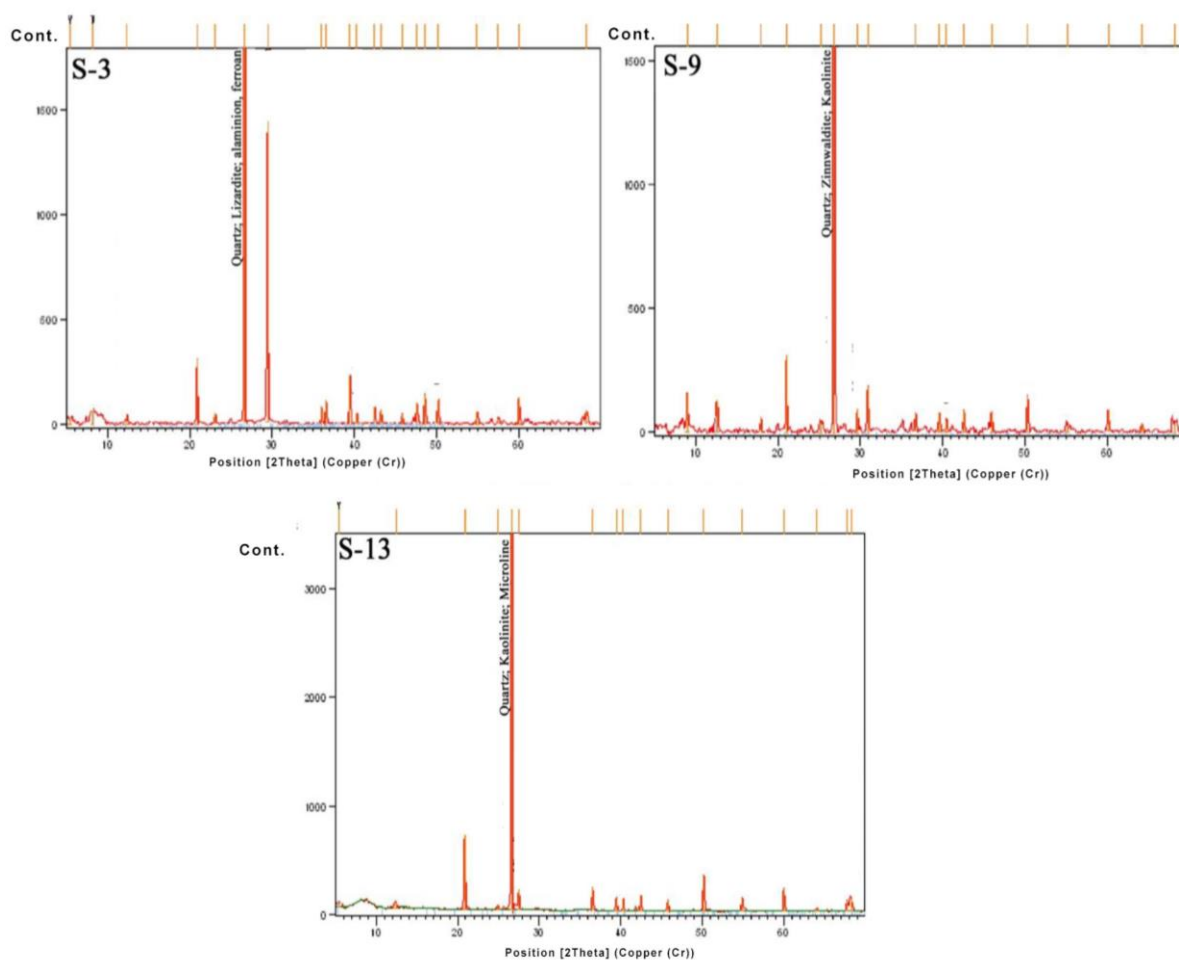 Cont.
S-3
1500
1000
500
0
Quartz; Lizardite; alaminion, ferroan
10 20 30 40 50 60
Position [2Theta] (Copper (Cr))
Cont.
S-9
1500
1000
500
0
Quartz; Zinnwaldite; Kaolinite
10 20 30 40 50 60
Position [2Theta] (Copper (Cr))
Cont.
S-13
3000
2000
1000
0
Quartz; Kaolinite; Microline
10 20 30 40 50 60
Position [2Theta] (Copper (Cr))